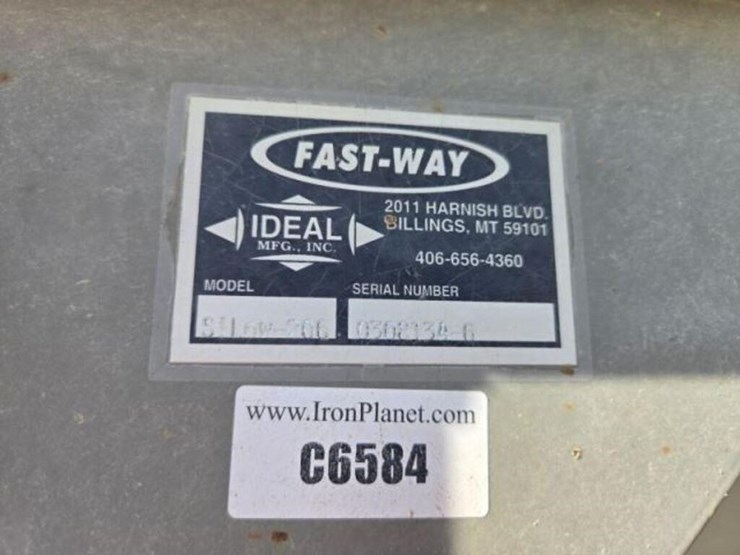 FAST-WAY
IDEAL
MFG., INC.
2011 HARNISH BLVD.
BILLINGS, MT 59101
406-656-4360
MODEL
SERIAL NUMBER
www.IronPlanet.com
C6584